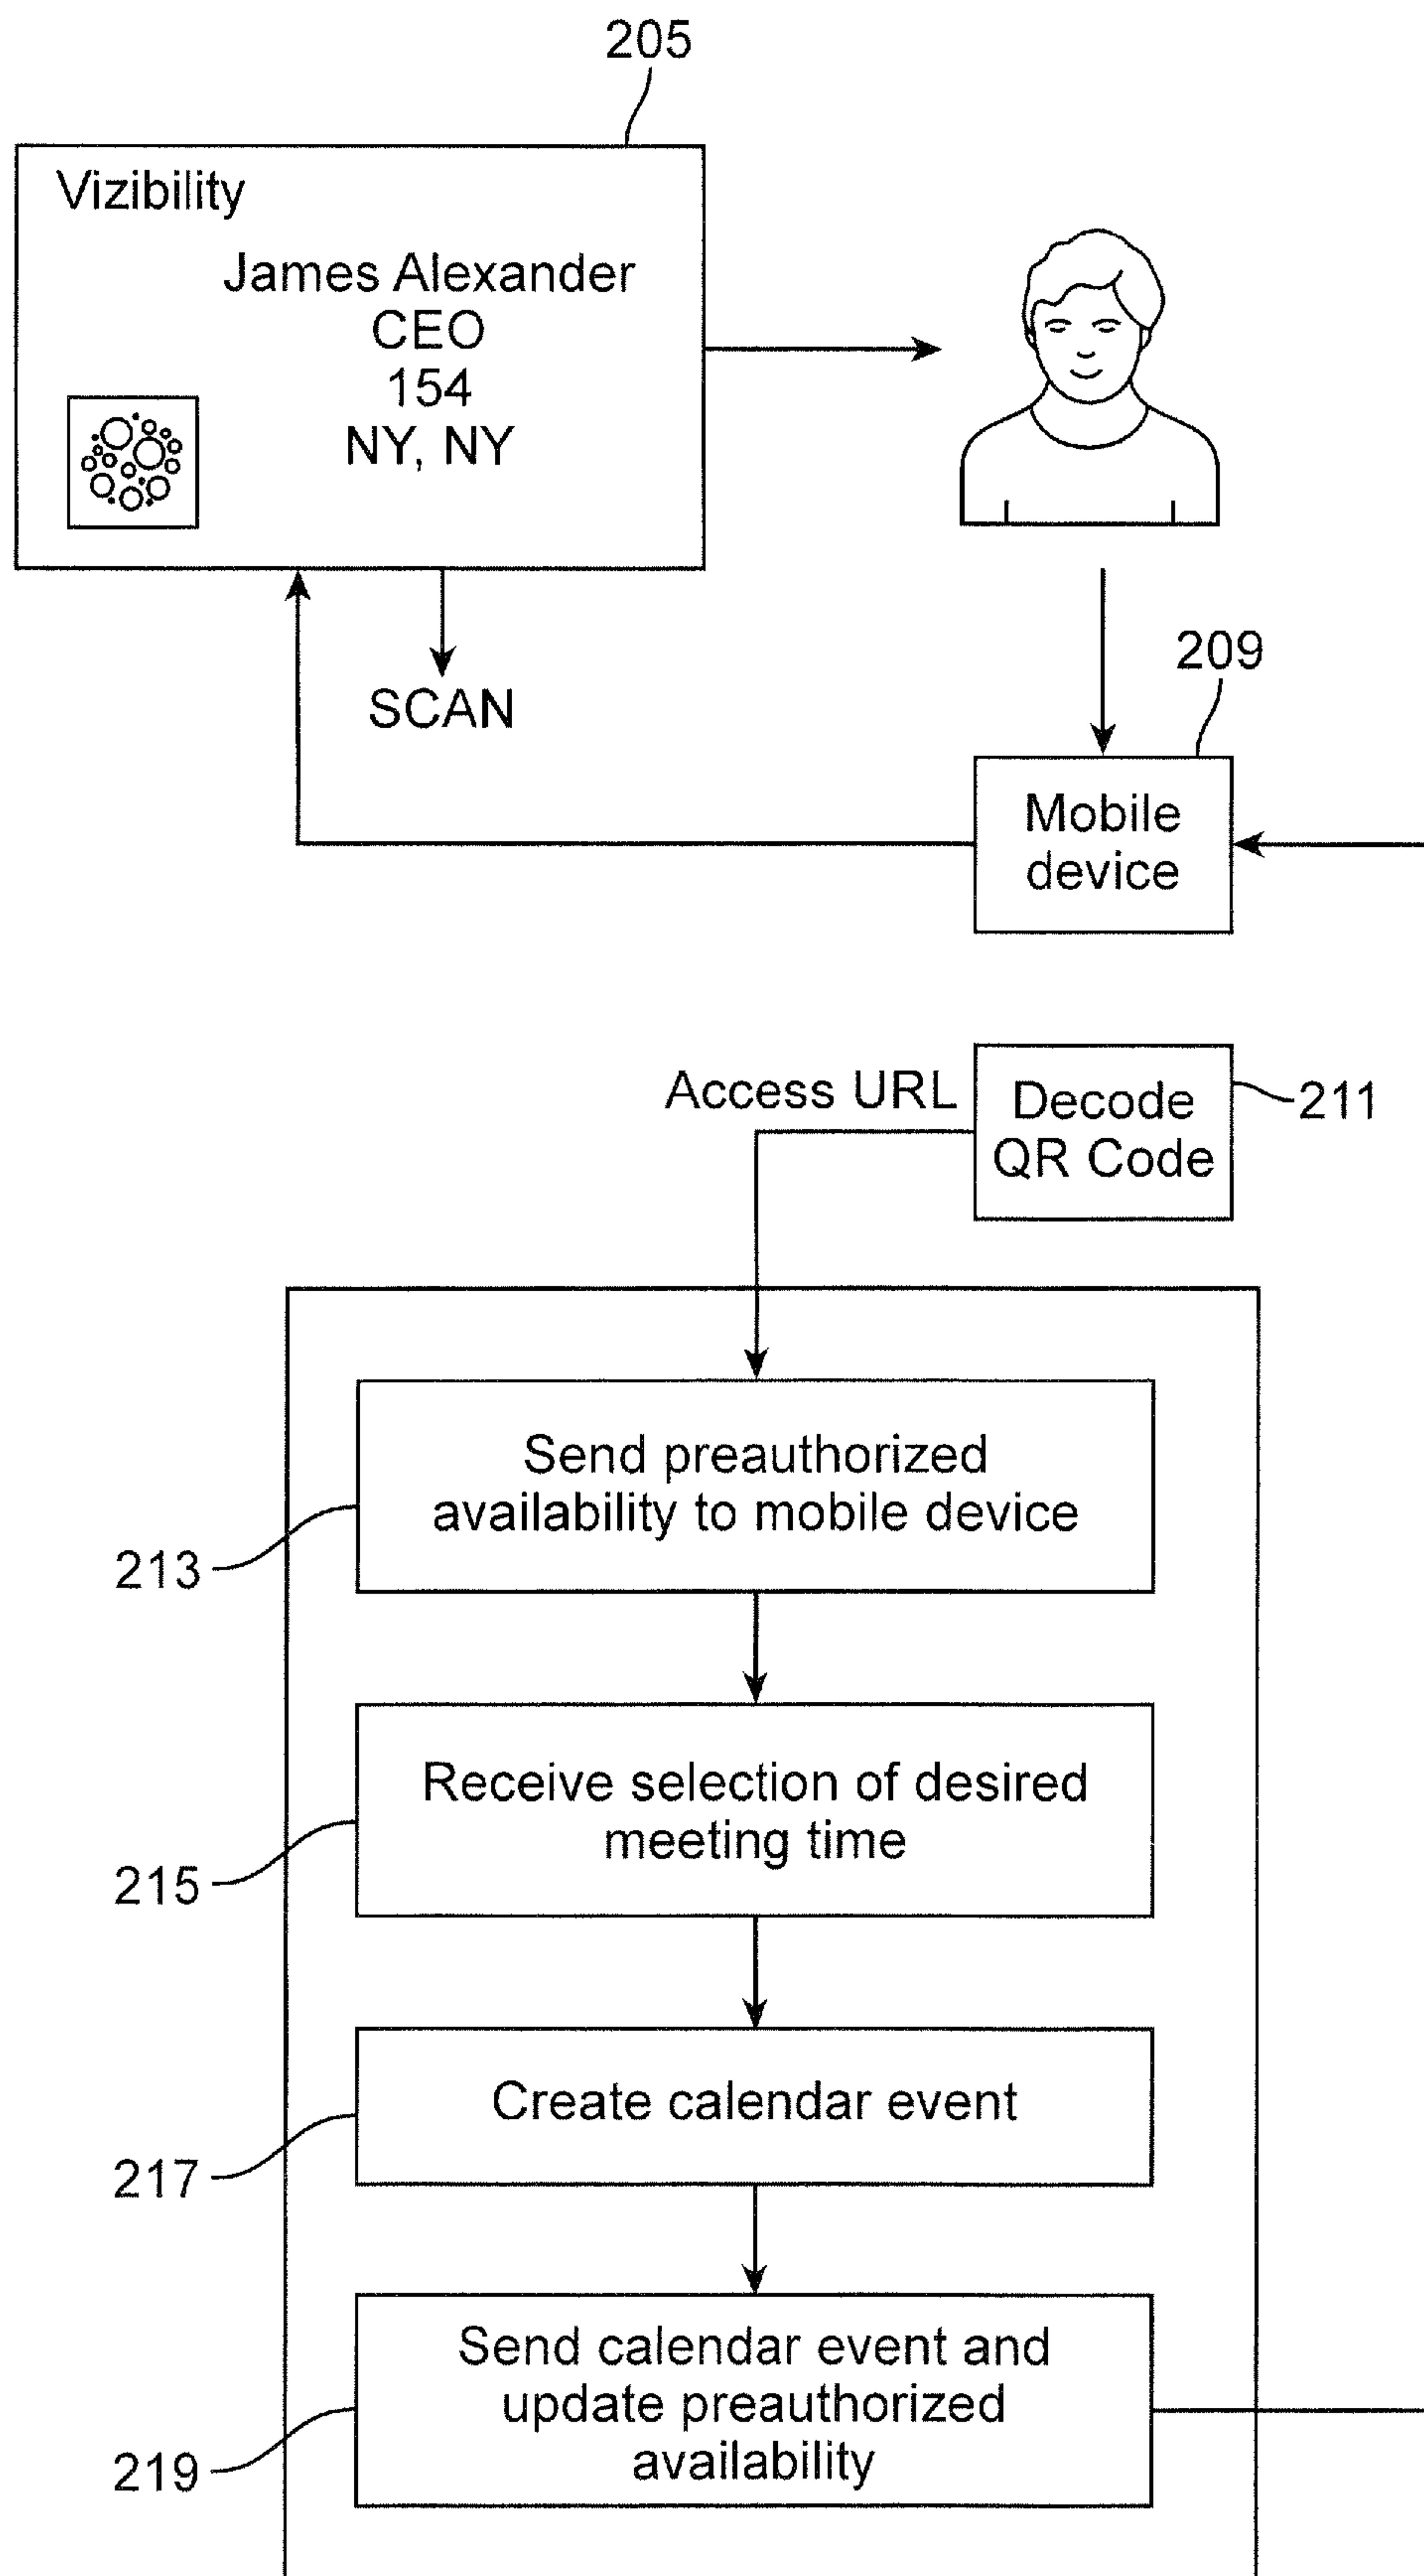 205
Vizibility
James Alexander
CEO
154
NY, NY
SCAN
209
Mobile
device
Access URL
Decode
QR Code
211
Send preauthorized
availability to mobile device
213
Receive selection of desired
meeting time
215
Create calendar event
217
Send calendar event and
update preauthorized
availability
219